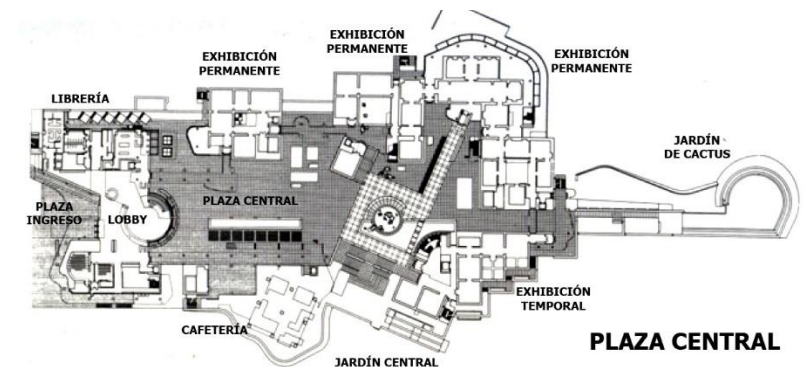 EXHIBICIÓN
PERMANENTE
EXHIBICIÓN
PERMANENTE
EXHIBICIÓN
PERMANENTE
LIBRERÍA
JARDÍN
DE CACTUS
PLAZA
INGRESO
LOBBY
PLAZA CENTRAL
EXHIBICIÓN
TEMPORAL
CAFETERÍA
JARDÍN CENTRAL
PLAZA CENTRAL